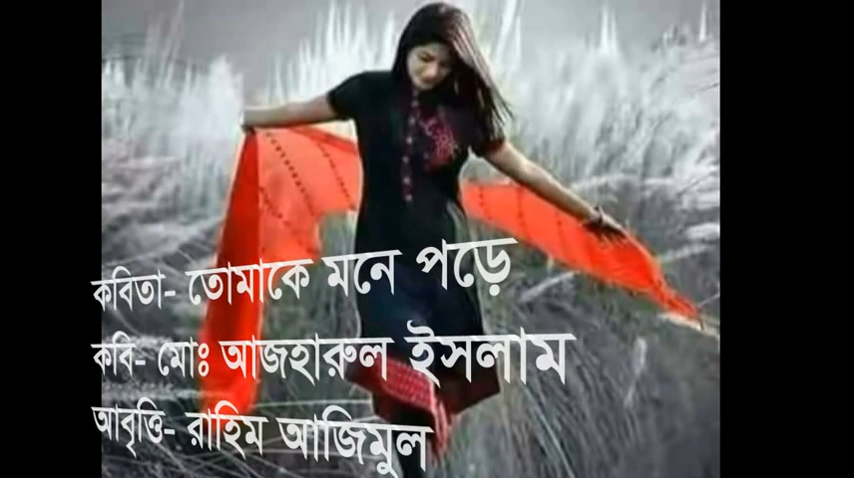 কবিতা- তোমাকে মনে পড়ে
কবি- মোঃ আজহারুল ইসলাম
আবৃত্তি- রাহিম আজিমুল